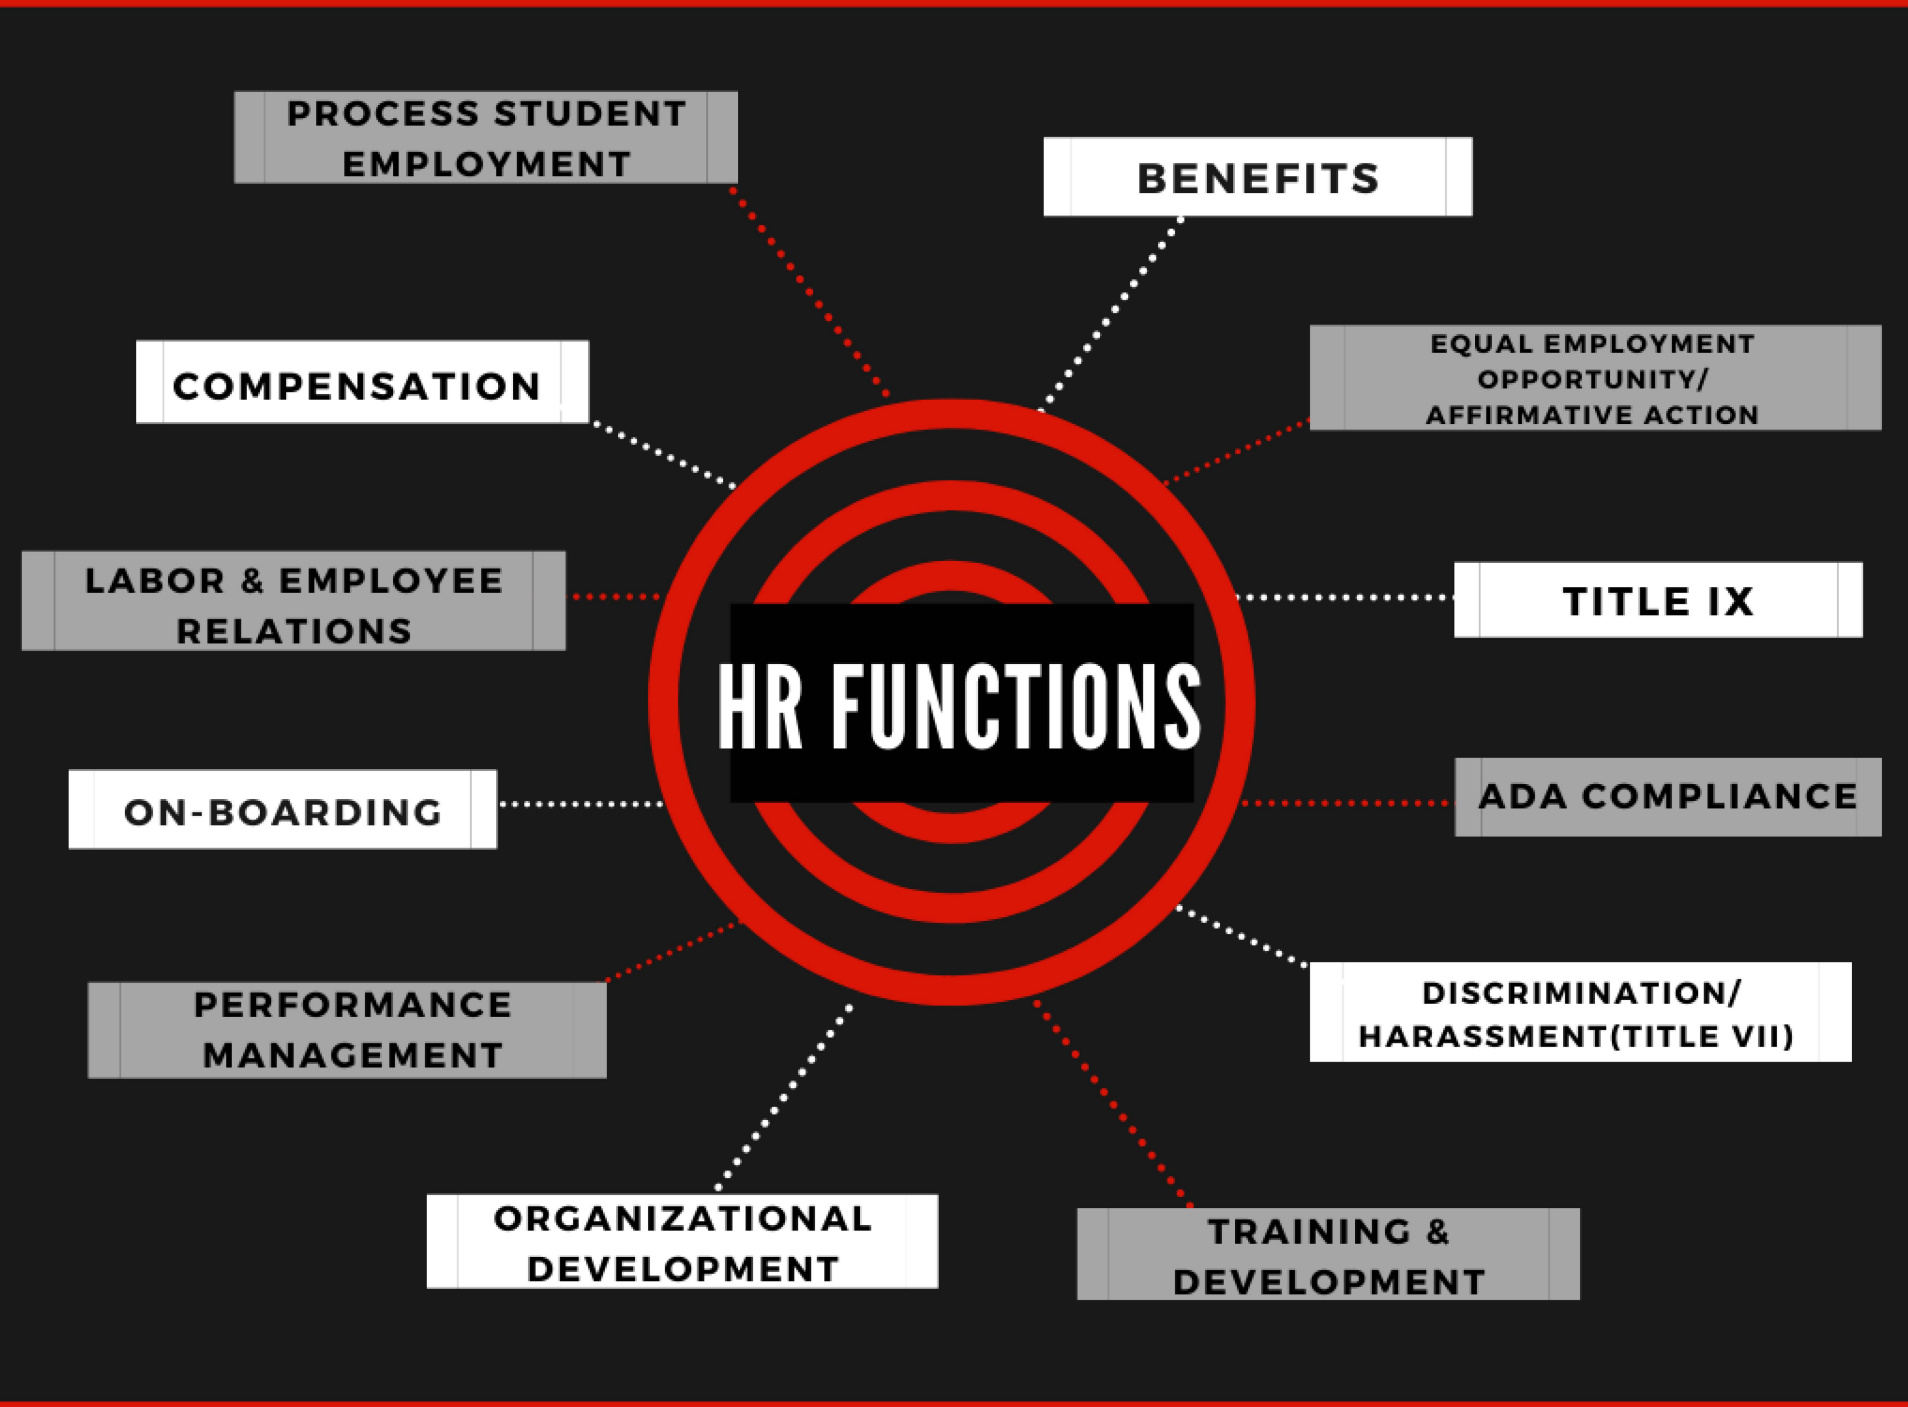 PROCESS STUDENT
EMPLOYMENT
BENEFITS
COMPENSATION
EQUAL EMPLOYMENT
OPPORTUNITY/
AFFIRMATIVE ACTION
LABOR & EMPLOYEE
RELATIONS
TITLE IX
HR FUNCTIONS
ON-BOARDING
ADA COMPLIANCE
PERFORMANCE
MANAGEMENT
DISCRIMINATION/
HARASSMENT(TITLE VII)
ORGANIZATIONAL
DEVELOPMENT
TRAINING &
DEVELOPMENT